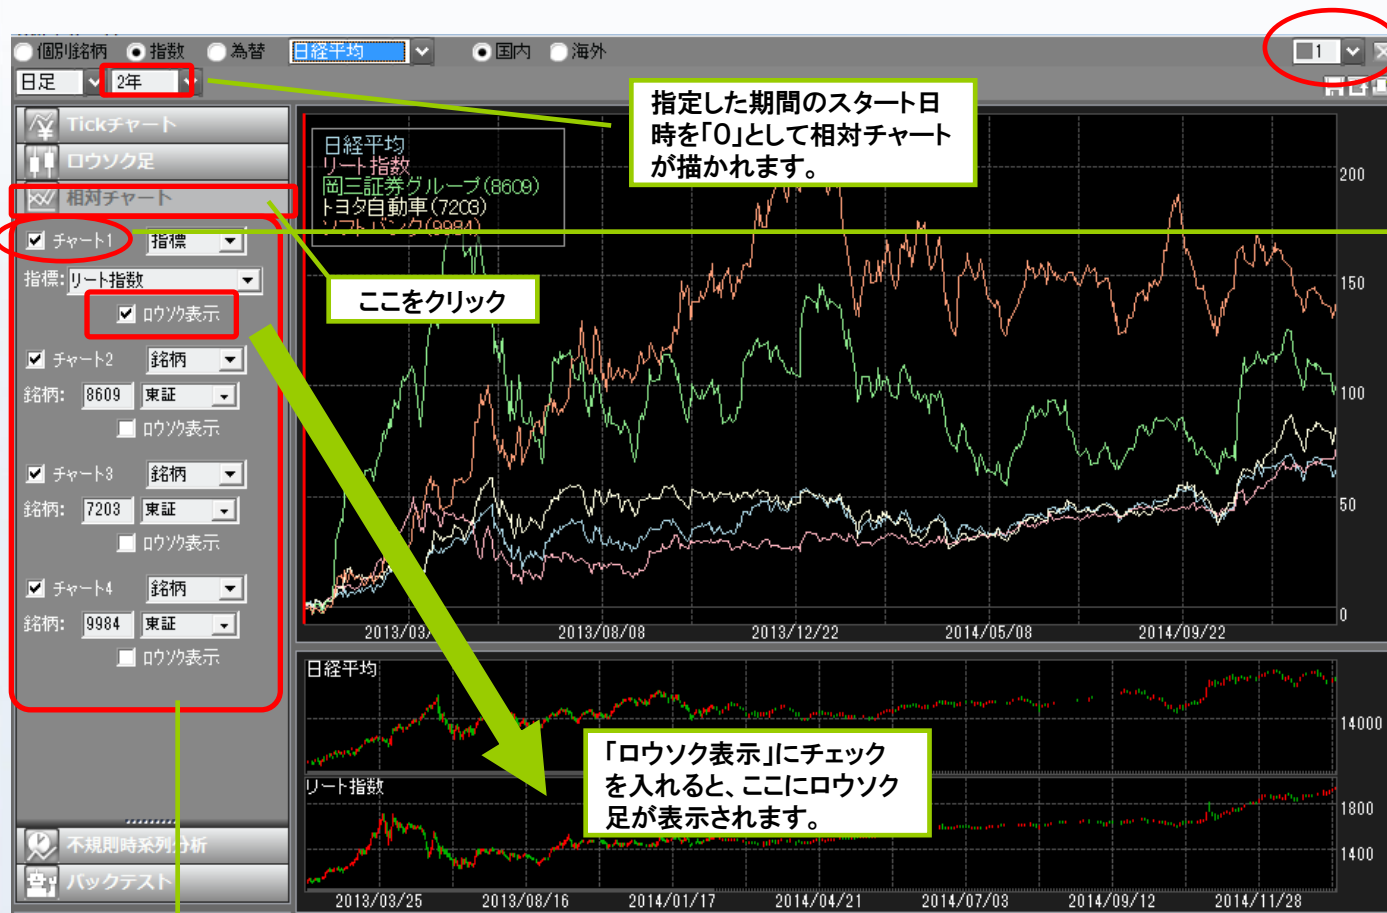 個別銘柄 指数 為替 日経平均 国内 海外 1
日足 2年
Tickチャート
ロウソク足
相対チャート
チャート1 指標
指標: リート指数
ロウソク表示
チャート2 銘柄
銘柄: 8609 東証
ロウソク表示
チャート3 銘柄
銘柄: 7203 東証
ロウソク表示
チャート4 銘柄
銘柄: 9984 東証
ロウソク表示
不規則時系列分析
バックテスト
日経平均
リート指数
岡三証券グループ(8609)
トヨタ自動車(7203)
ソフトバンク(9984)
指定した期間のスタート日
時を「0」として相対チャート
が描かれます。
ここをクリック
200
150
100
50
0
2013/03/ 2013/08/08 2013/12/22 2014/05/08 2014/09/22
日経平均
14000
「ロウソク表示」にチェック
を入れると、ここにロウソク
足が表示されます。
リート指数
1800
1400
2013/03/25 2013/08/16 2014/01/17 2014/04/21 2014/07/03 2014/09/12 2014/11/28